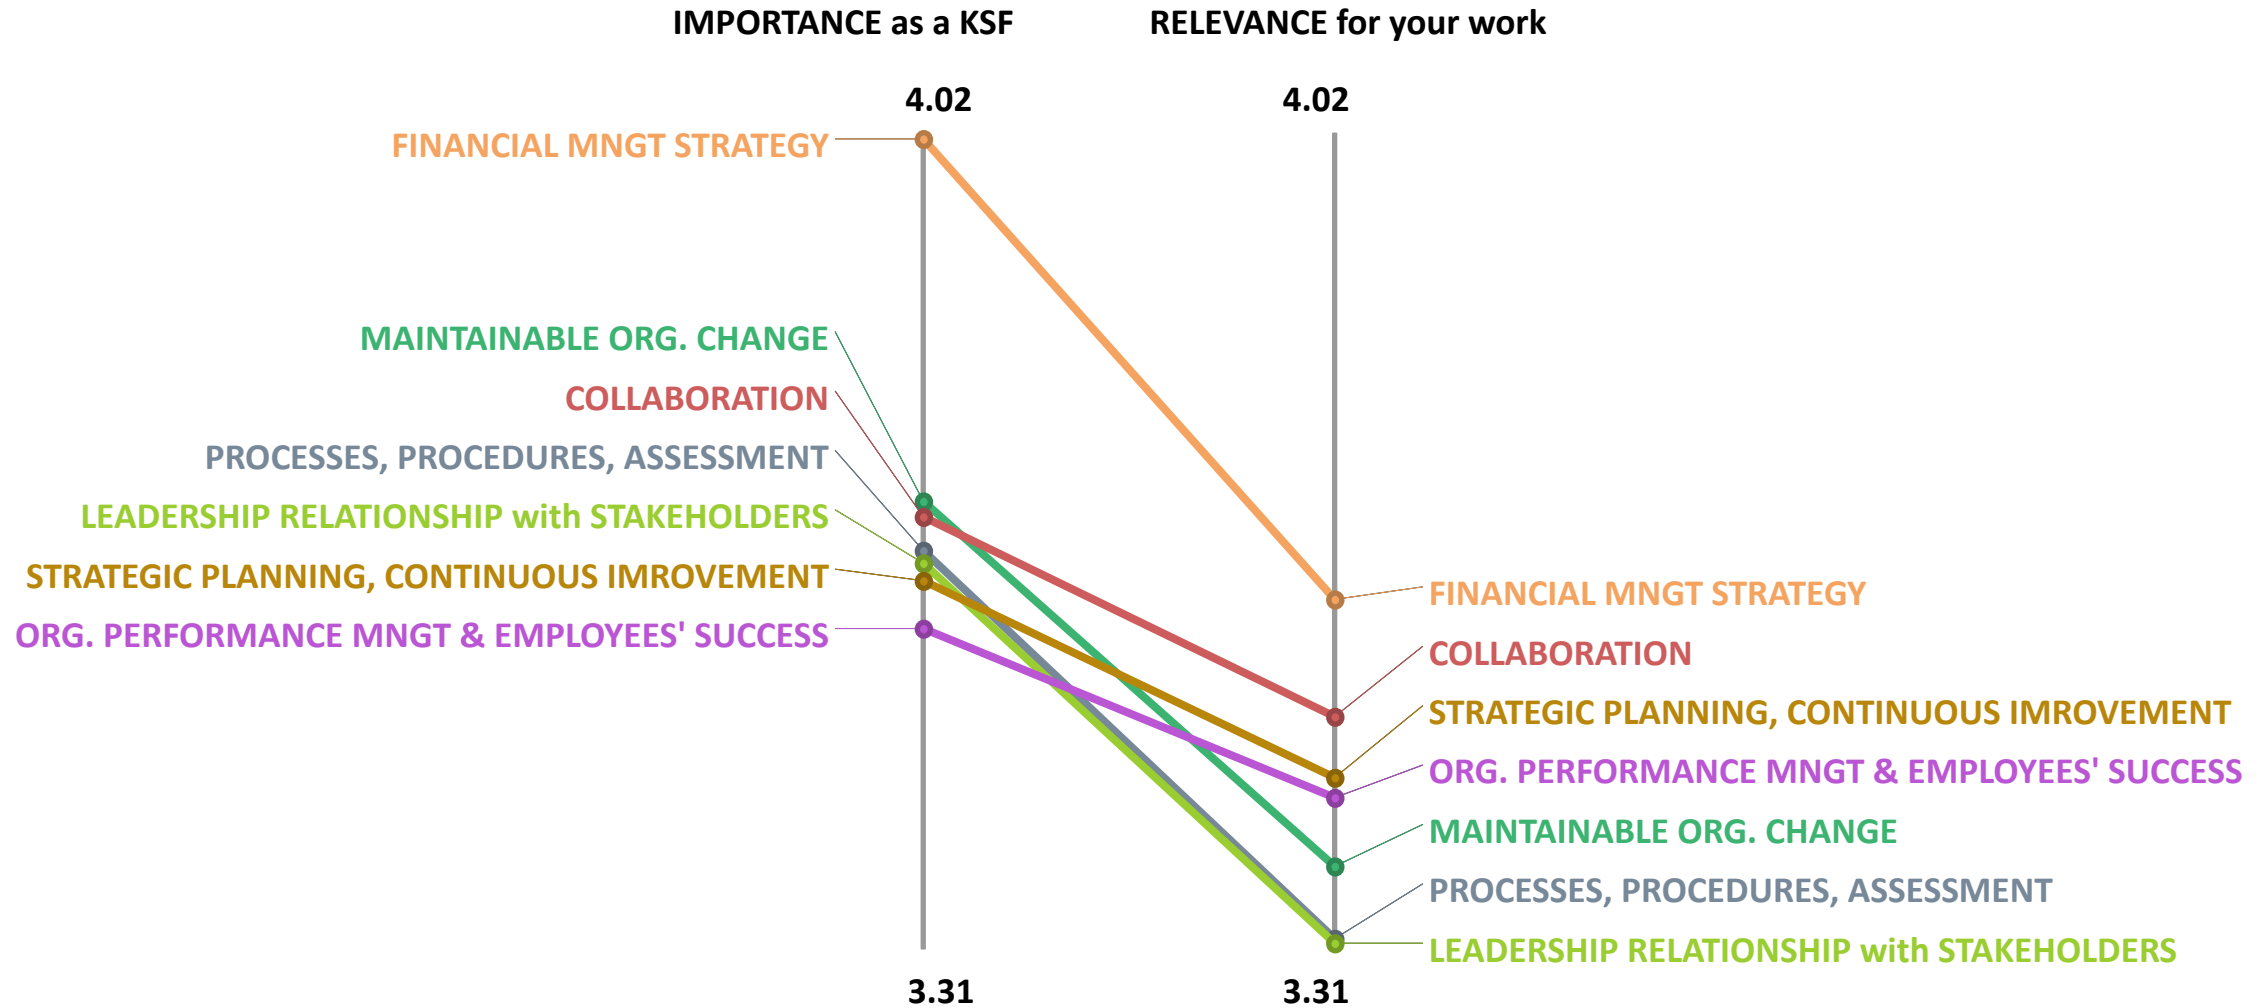 IMPORTANCE as a KSF
RELEVANCE for your work
4.02
4.02
FINANCIAL MNGT STRATEGY
MAINTAINABLE ORG. CHANGE
COLLABORATION
PROCESSES, PROCEDURES, ASSESSMENT
LEADERSHIP RELATIONSHIP with STAKEHOLDERS
STRATEGIC PLANNING, CONTINUOUS IMROVEMENT
ORG. PERFORMANCE MNGT & EMPLOYEES' SUCCESS
FINANCIAL MNGT STRATEGY
COLLABORATION
STRATEGIC PLANNING, CONTINUOUS IMROVEMENT
ORG. PERFORMANCE MNGT & EMPLOYEES' SUCCESS
MAINTAINABLE ORG. CHANGE
PROCESSES, PROCEDURES, ASSESSMENT
LEADERSHIP RELATIONSHIP with STAKEHOLDERS
3.31
3.31